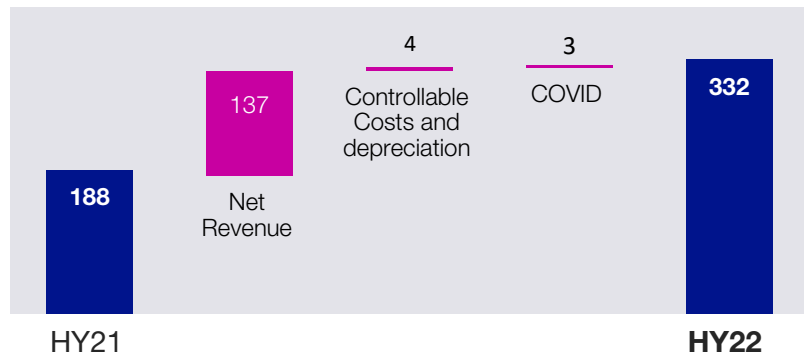 4
3
137
Controllable
Costs and
depreciation
COVID
332
188
Net
Revenue
HY21
HY22